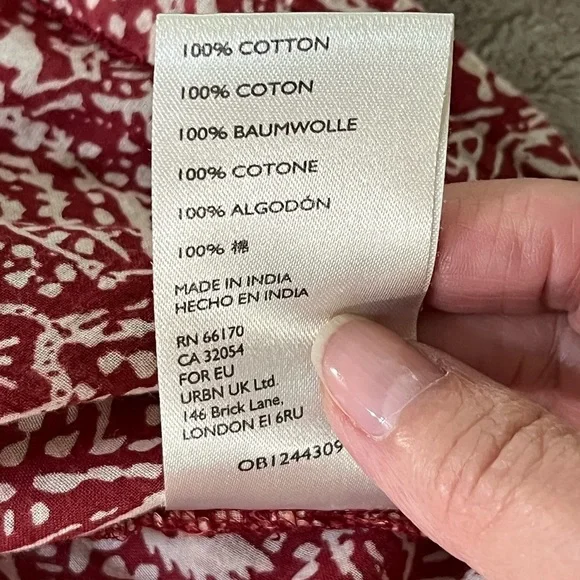 100% COTTON
100% COTON
100% BAUMWOLLE
100% COTONE
100% ALGODÓN
100% 棉
MADE IN INDIA
HECHO EN INDIA
RN 66170
CA 32054
FOR EU
URBN UK Ltd.
146 Brick Lane,
LONDON E1 6RU
OB1244309